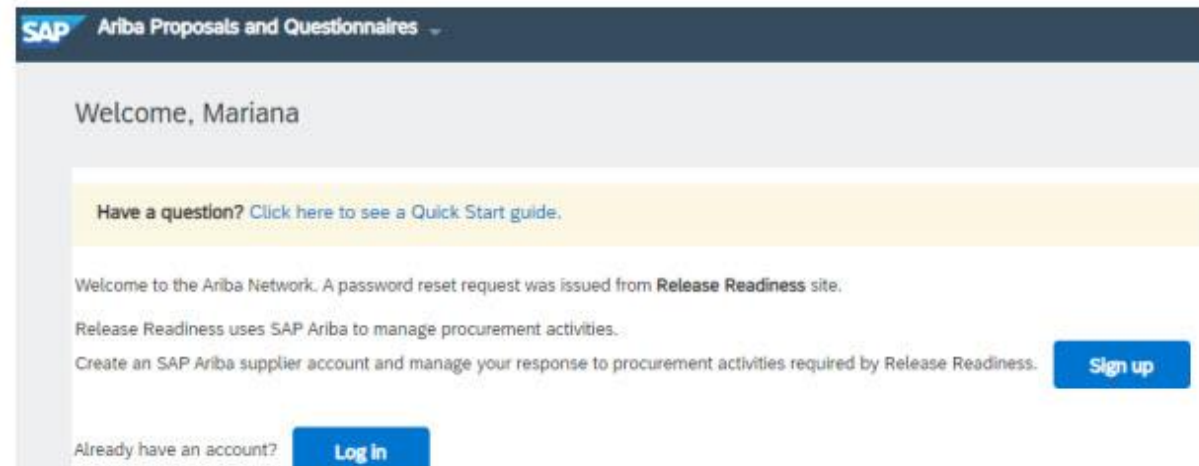 SAP Ariba Proposals and Questionnaires
Welcome, Mariana
Have a question? Click here to see a Quick Start guide.
Welcome to the Ariba Network. A password reset request was issued from Release Readiness site.
Release Readiness uses SAP Ariba to manage procurement activities.
Create an SAP Ariba supplier account and manage your response to procurement activities required by Release Readiness. Sign up
Already have an account? Log in